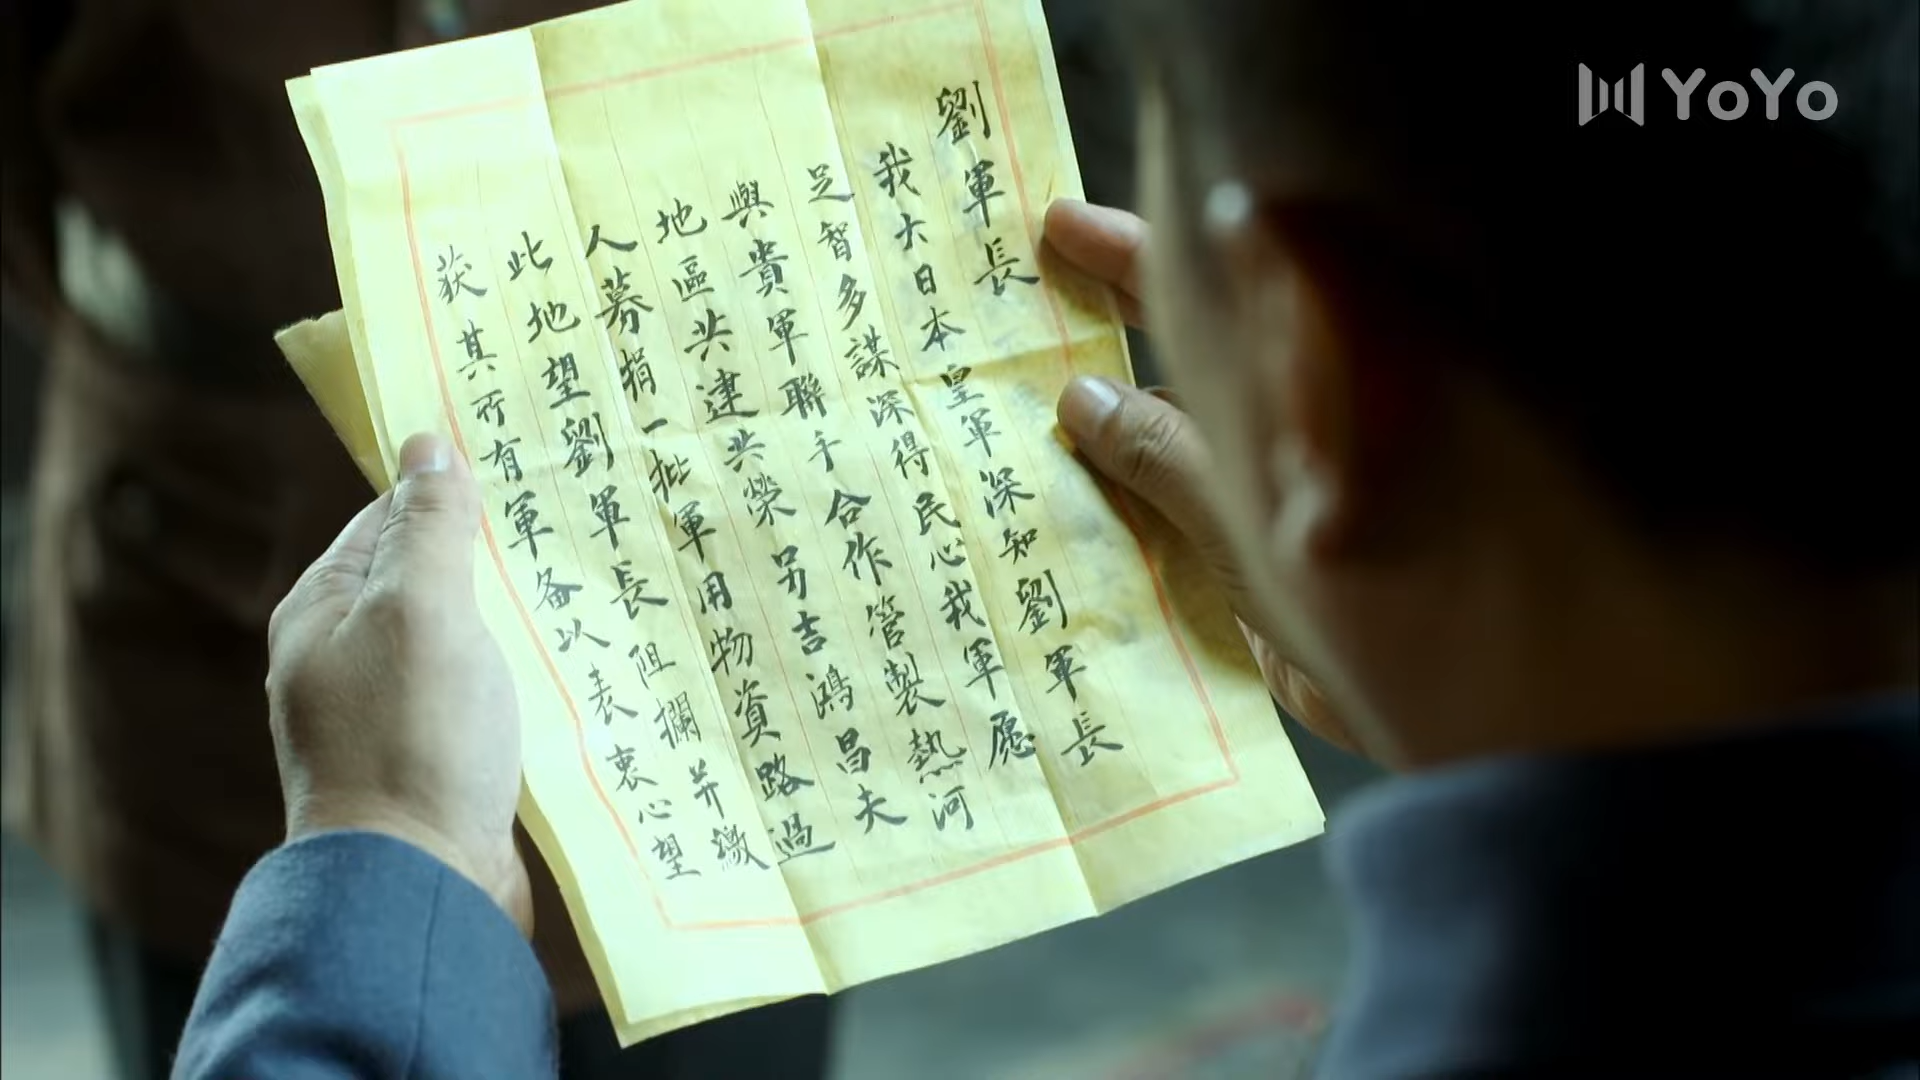 劉軍長
我大日本皇軍深知劉軍長
足智多謀深得民心我軍愿
與貴軍聯手合作管製熱河
地區共建共榮另吉鴻昌夫
人募捐一批軍用物資路過
此地望劉軍長阻攔并繳
获其所有軍备以表衷心望
YoYo